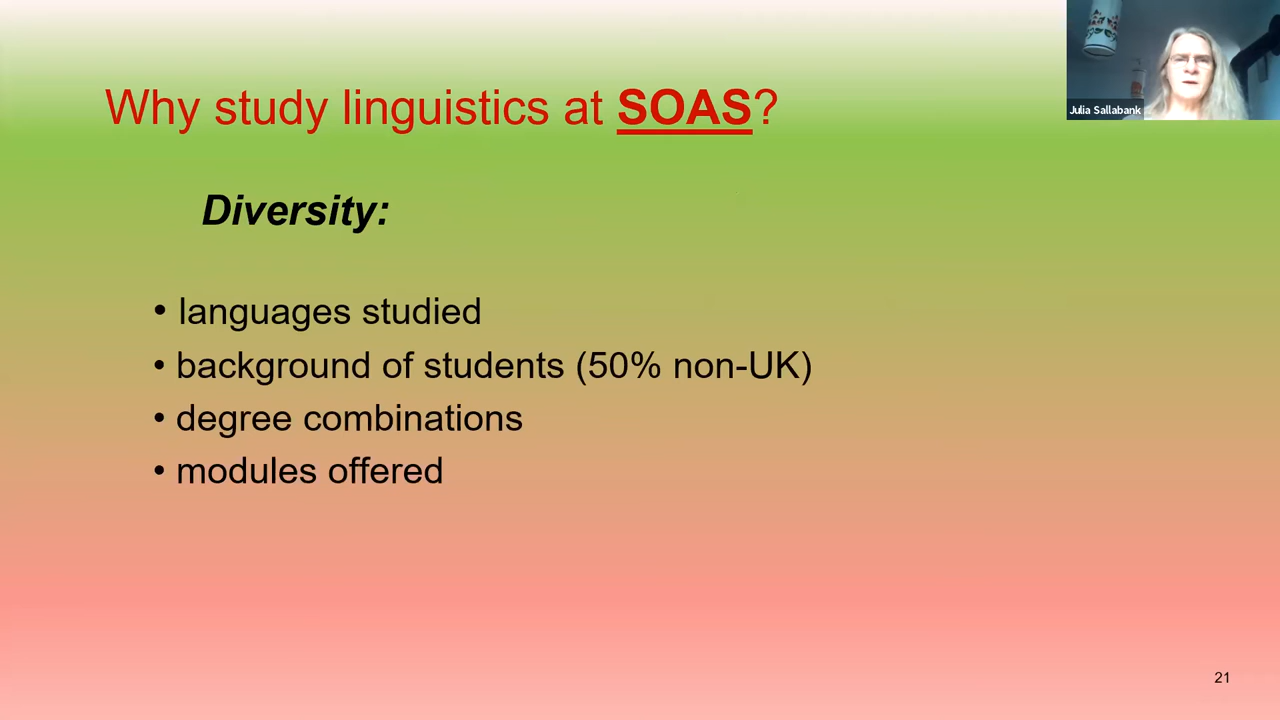 Why study linguistics at SOAS?
Julia Sallabank
Diversity:
• languages studied
• background of students (50% non-UK)
• degree combinations
• modules offered
21